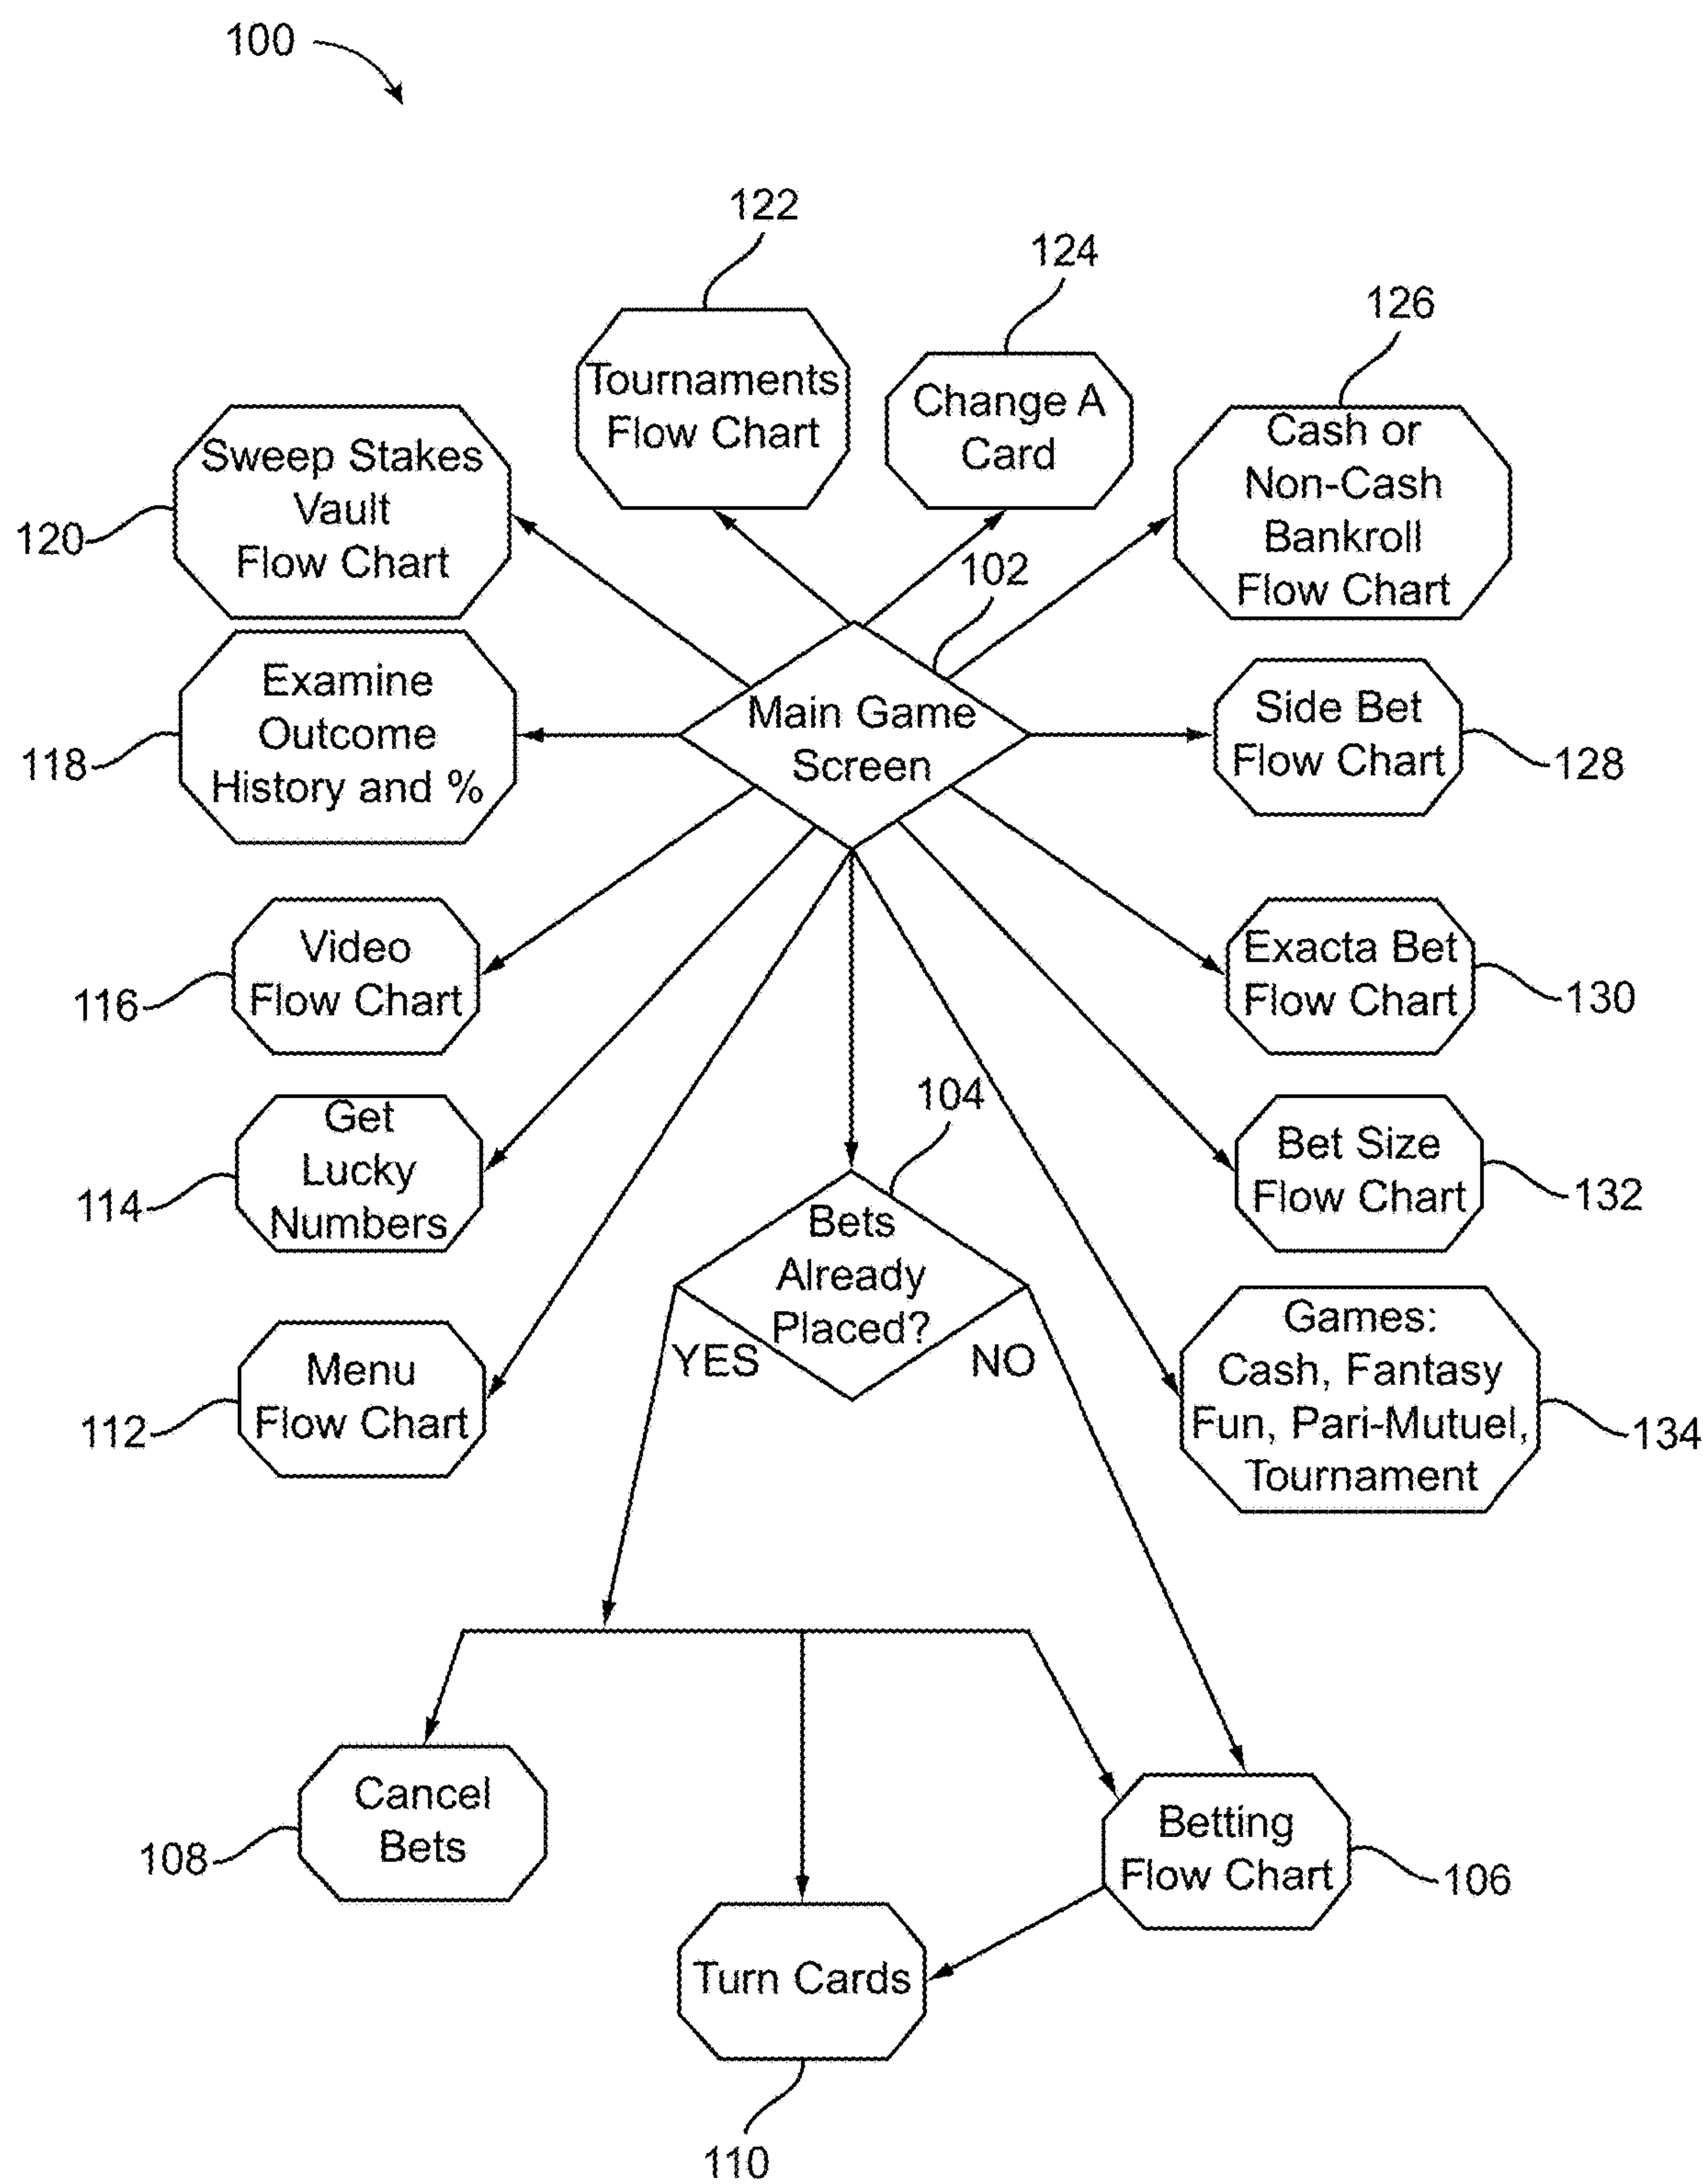 100
122
124
126
Tournaments
Flow Chart
Change A
Card
Cash or
Non-Cash
Bankroll
Flow Chart
Sweep Stakes
Vault
Flow Chart
120
102
Main Game
Screen
Examine
Outcome
History and %
118
Side Bet
Flow Chart
128
Video
Flow Chart
116
Exacta Bet
Flow Chart
130
104
Get
Lucky
Numbers
114
Bet Size
Flow Chart
132
Bets
Already
Placed?
YES
NO
Menu
Flow Chart
112
Games:
Cash, Fantasy
Fun, Pari-Mutuel,
Tournament
134
Cancel
Bets
108
Betting
Flow Chart
106
Turn Cards
110